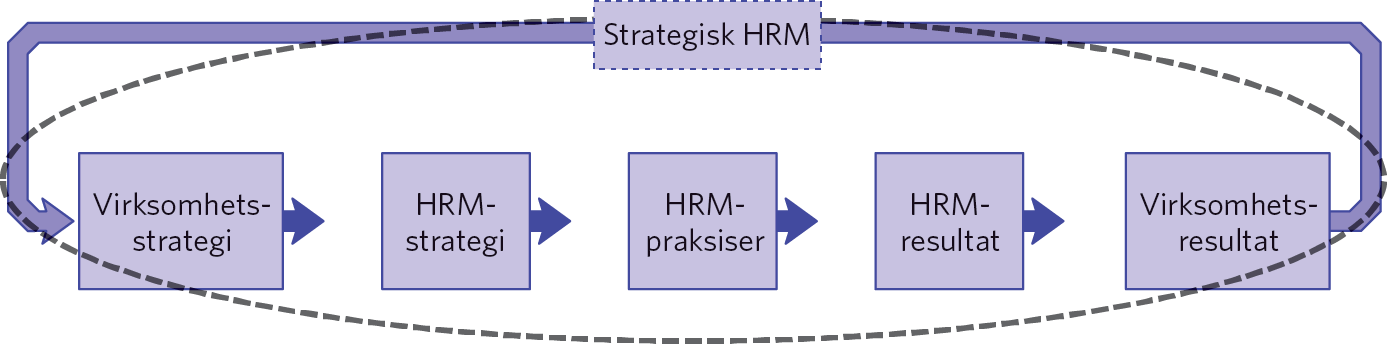 Strategisk HRM
Virksomhets-
strategi
HRM-
strategi
HRM-
praksiser
HRM-
resultat
Virksomhets-
resultat